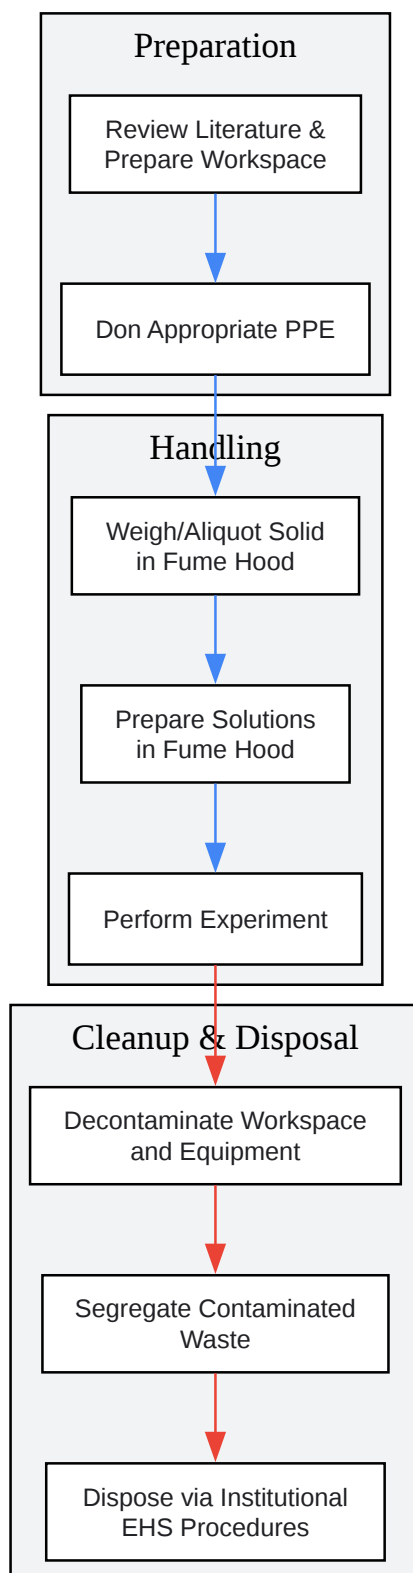 Preparation
Review Literature &
Prepare Workspace
Don Appropriate PPE
Handling
Weigh/Aliquot Solid
in Fume Hood
Prepare Solutions
in Fume Hood
Perform Experiment
Cleanup & Disposal
Decontaminate Workspace
and Equipment
Segregate Contaminated
Waste
Dispose via Institutional
EHS Procedures